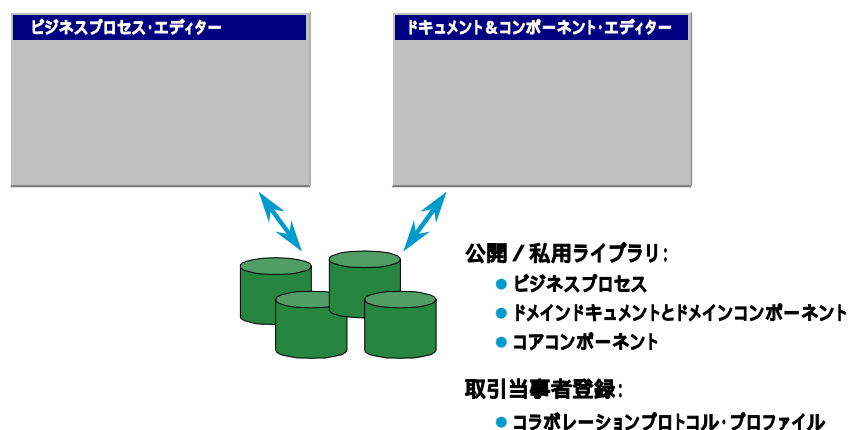 ビジネスプロセス・エディター
ドキュメント＆コンポーネント・エディター
公開／私用ライブラリ：
ビジネスプロセス
ドメインドキュメントとドメインコンポーネント
コアコンポーネント
取引当事者登録：
コラボレーションプロトコル・プロファイル